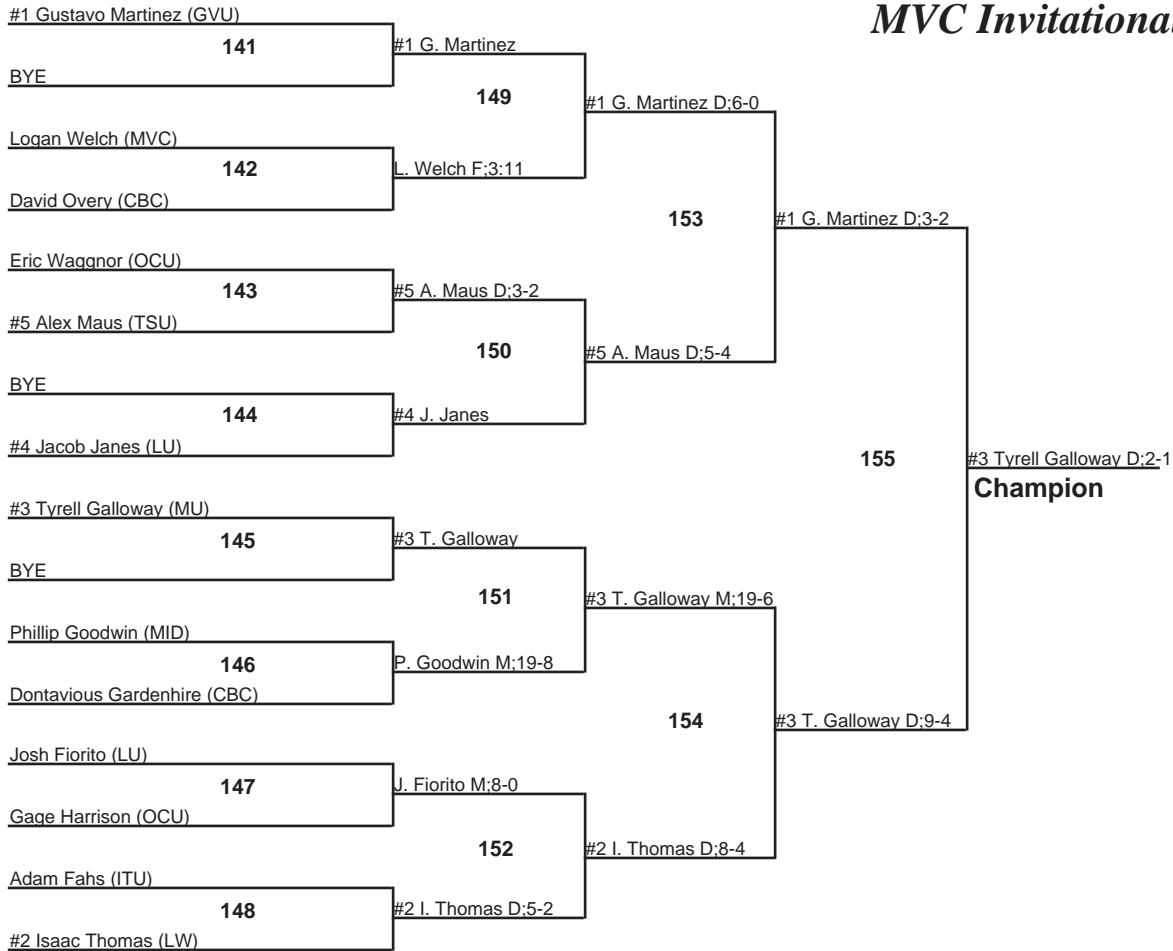 MVC Invitational
#1 Gustavo Martinez (GVU)
141
BYE
#1 G. Martinez
149
Logan Welch (MVC)
142
David Overy (CBC)
L. Welch F;3:11
#1 G. Martinez D;6-0
153
Eric Waggnor (OCU)
143
#5 Alex Maus (TSU)
#5 A. Maus D;3-2
150
BYE
144
#4 Jacob Janes (LU)
#4 J. Janes
#5 A. Maus D;5-4
#1 G. Martinez D;3-2
155
#3 Tyrell Galloway D;2-1
Champion
#3 Tyrell Galloway (MU)
145
BYE
#3 T. Galloway
151
Phillip Goodwin (MID)
146
Dontavious Gardenhire (CBC)
P. Goodwin M;19-8
#3 T. Galloway M;19-6
154
#3 T. Galloway D;9-4
Josh Fiorito (LU)
147
Gage Harrison (OCU)
J. Fiorito M;8-0
152
#2 I. Thomas D;8-4
Adam Fahs (ITU)
148
#2 Isaac Thomas (LW)
#2 I. Thomas D;5-2